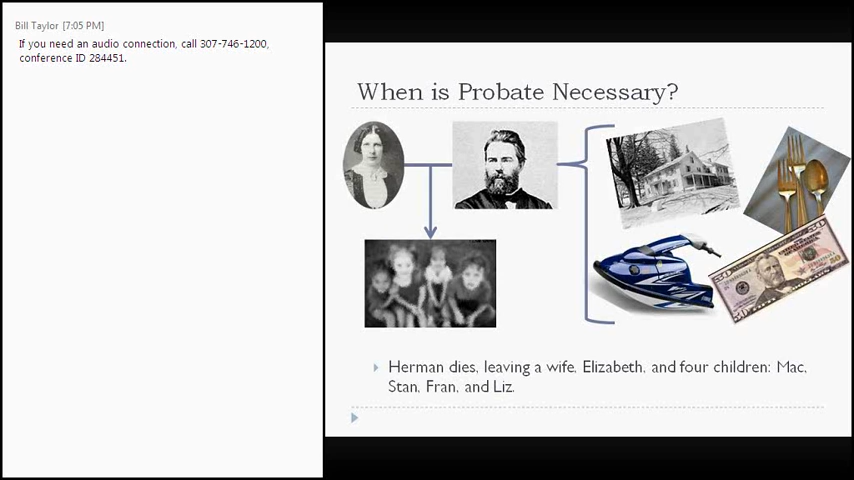 Bill Taylor [7:05 PM]
If you need an audio connection, call 307-746-1200,
conference ID 284451.
When is Probate Necessary?
Herman dies, leaving a wife, Elizabeth, and four children: Mac,
Stan, Fran, and Liz.